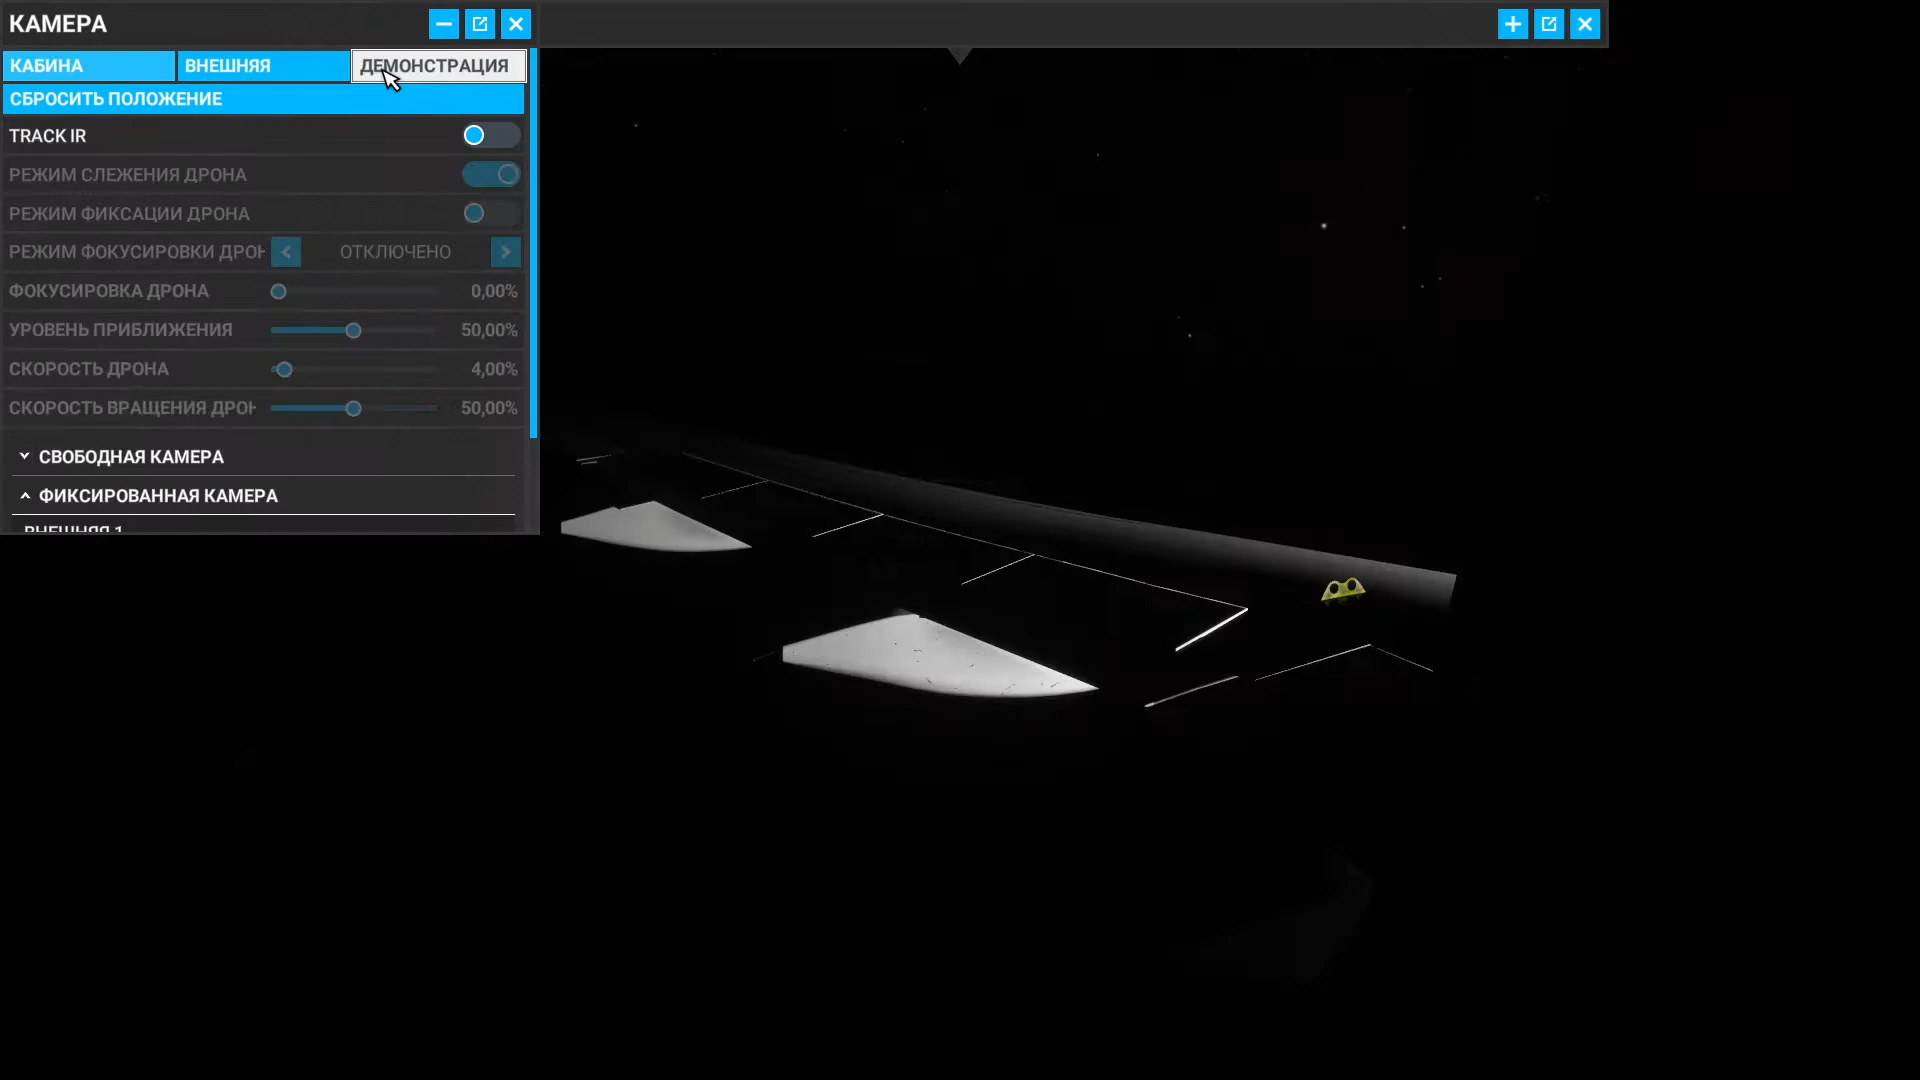 КАМЕРА
КАБИНА ВНЕШНЯЯ ДЕМОНСТРАЦИЯ
СБРОСИТЬ ПОЛОЖЕНИЕ
TRACK IR
РЕЖИМ СЛЕЖЕНИЯ ДРОНА
РЕЖИМ ФИКСАЦИИ ДРОНА
РЕЖИМ ФОКУСИРОВКИ ДРОН ОТКЛЮЧЕНО
ФОКУСИРОВКА ДРОНА 0,00%
УРОВЕНЬ ПРИБЛИЖЕНИЯ 50,00%
СКОРОСТЬ ДРОНА 4,00%
СКОРОСТЬ ВРАЩЕНИЯ ДРОН 50,00%
СВОБОДНАЯ КАМЕРА
ФИКСИРОВАННАЯ КАМЕРА
ВНЕШНЯЯ 1